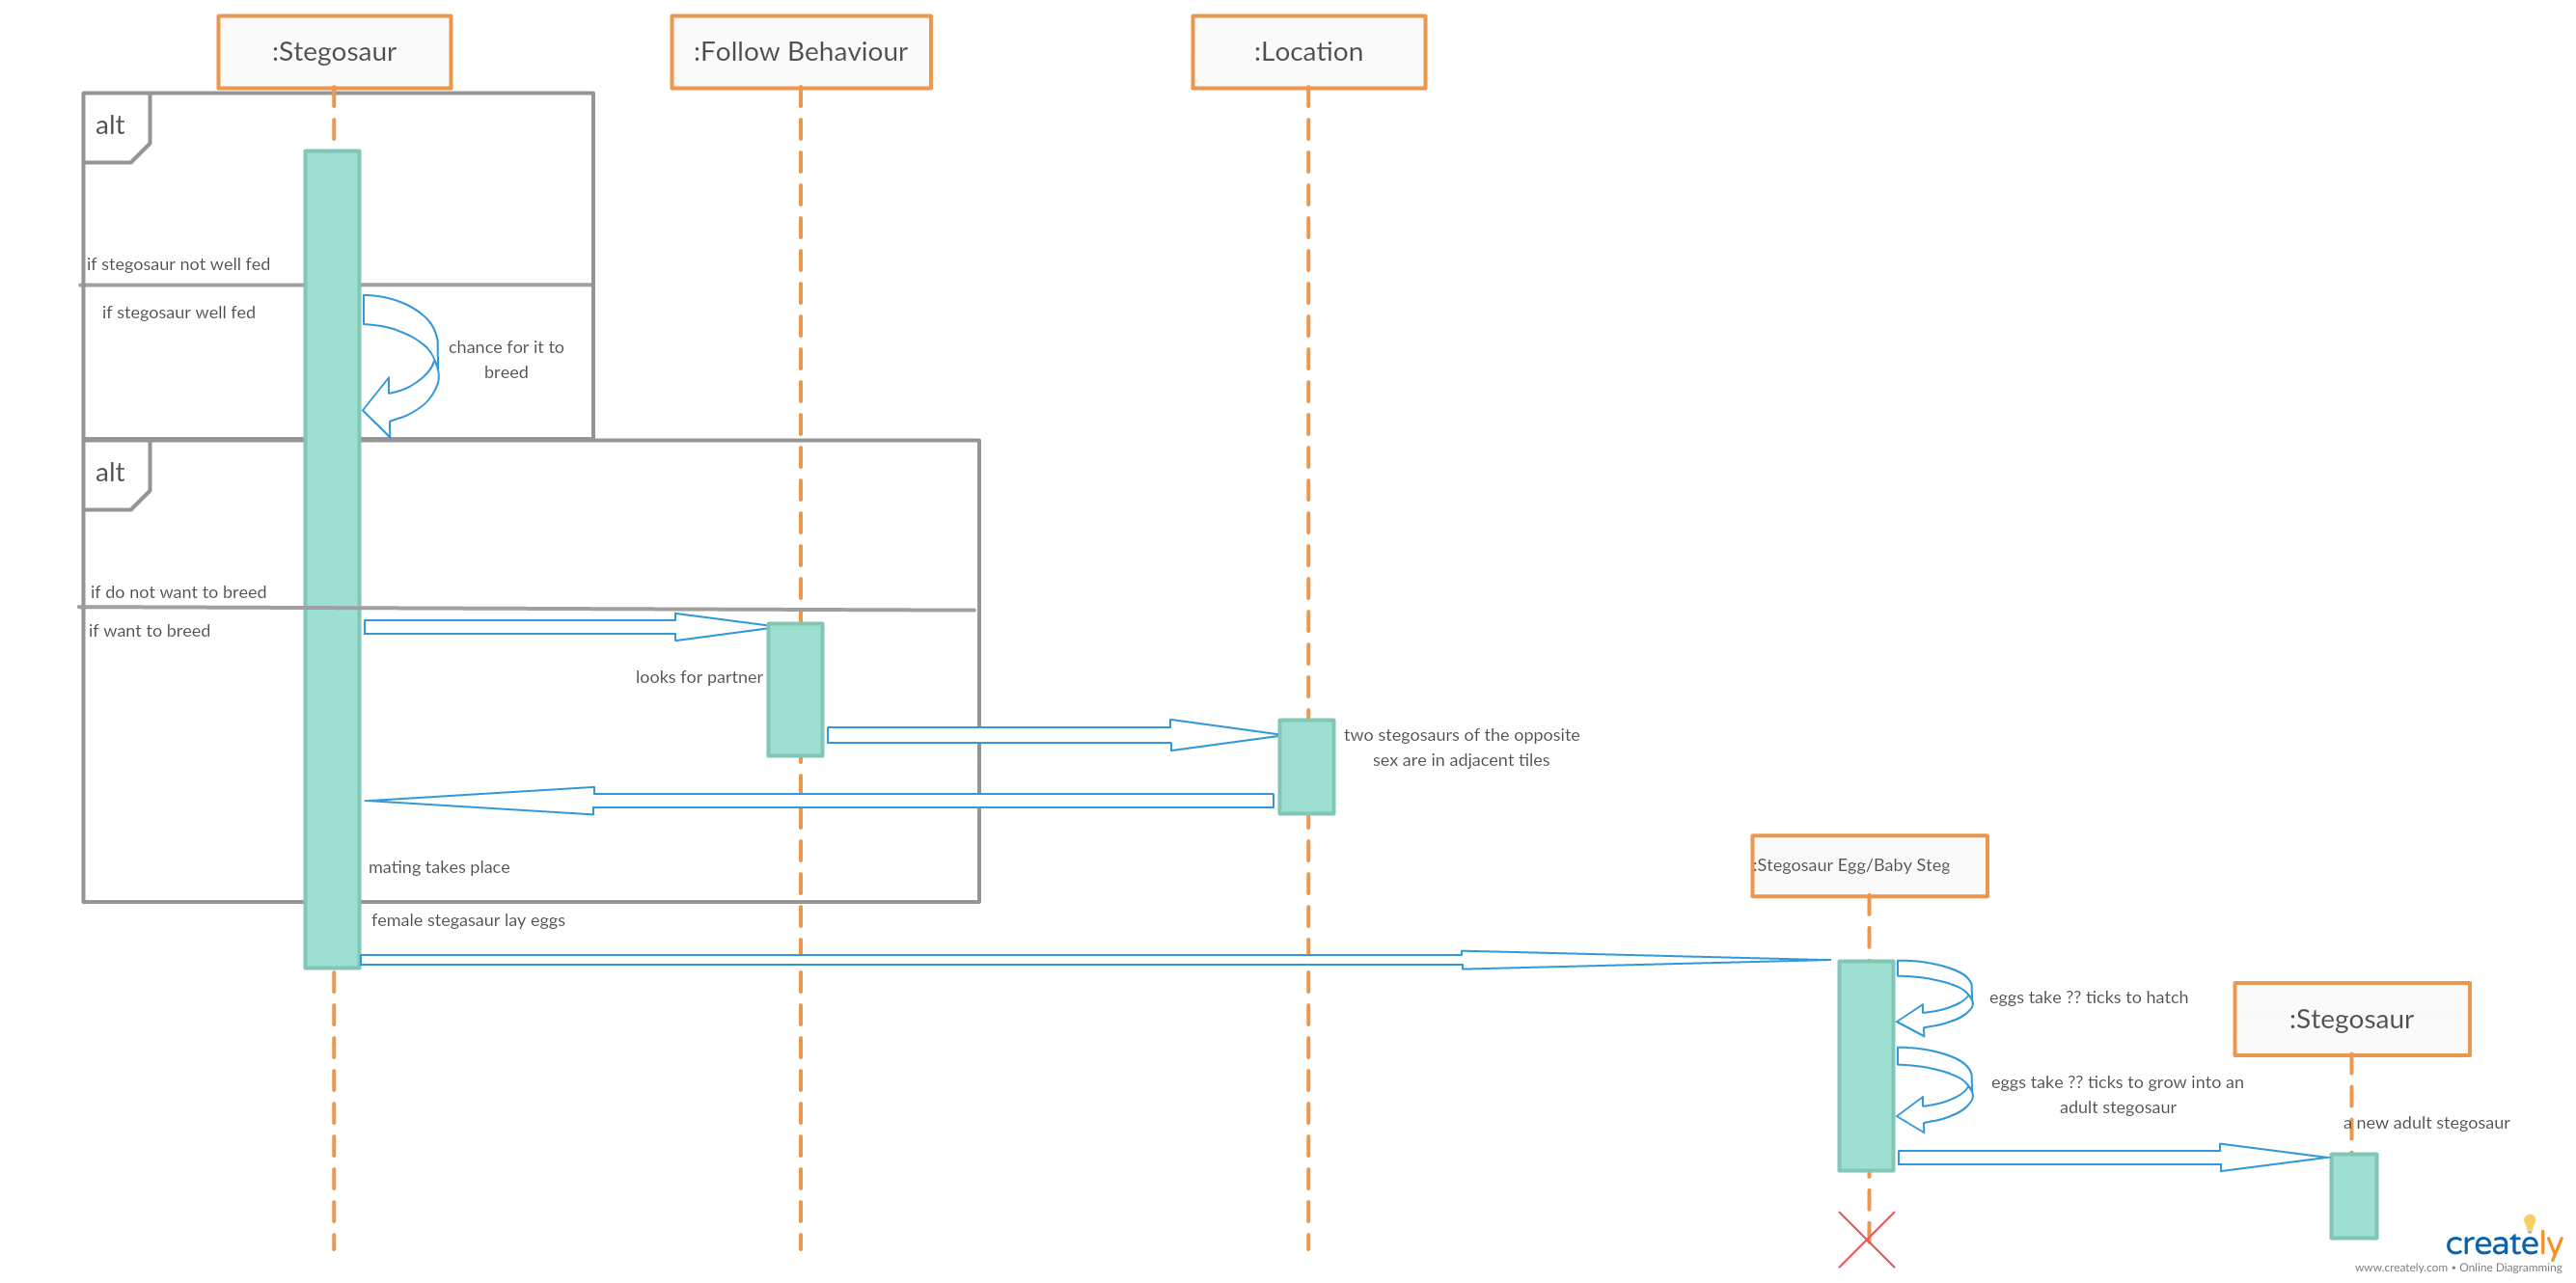 :Stegosaur
:Follow Behaviour
:Location
alt
if stegosaur not well fed
if stegosaur well fed
chance for it to
breed
alt
if do not want to breed
if want to breed
looks for partner
two stegosaurs of the opposite
sex are in adjacent tiles
mating takes place
:Stegosaur Egg/Baby Steg
female stegasaur lay eggs
eggs take ?? ticks to hatch
:Stegosaur
eggs take ?? ticks to grow into an
adult stegosaur
a new adult stegosaur
creately
www.creately.com • Online Diagramming